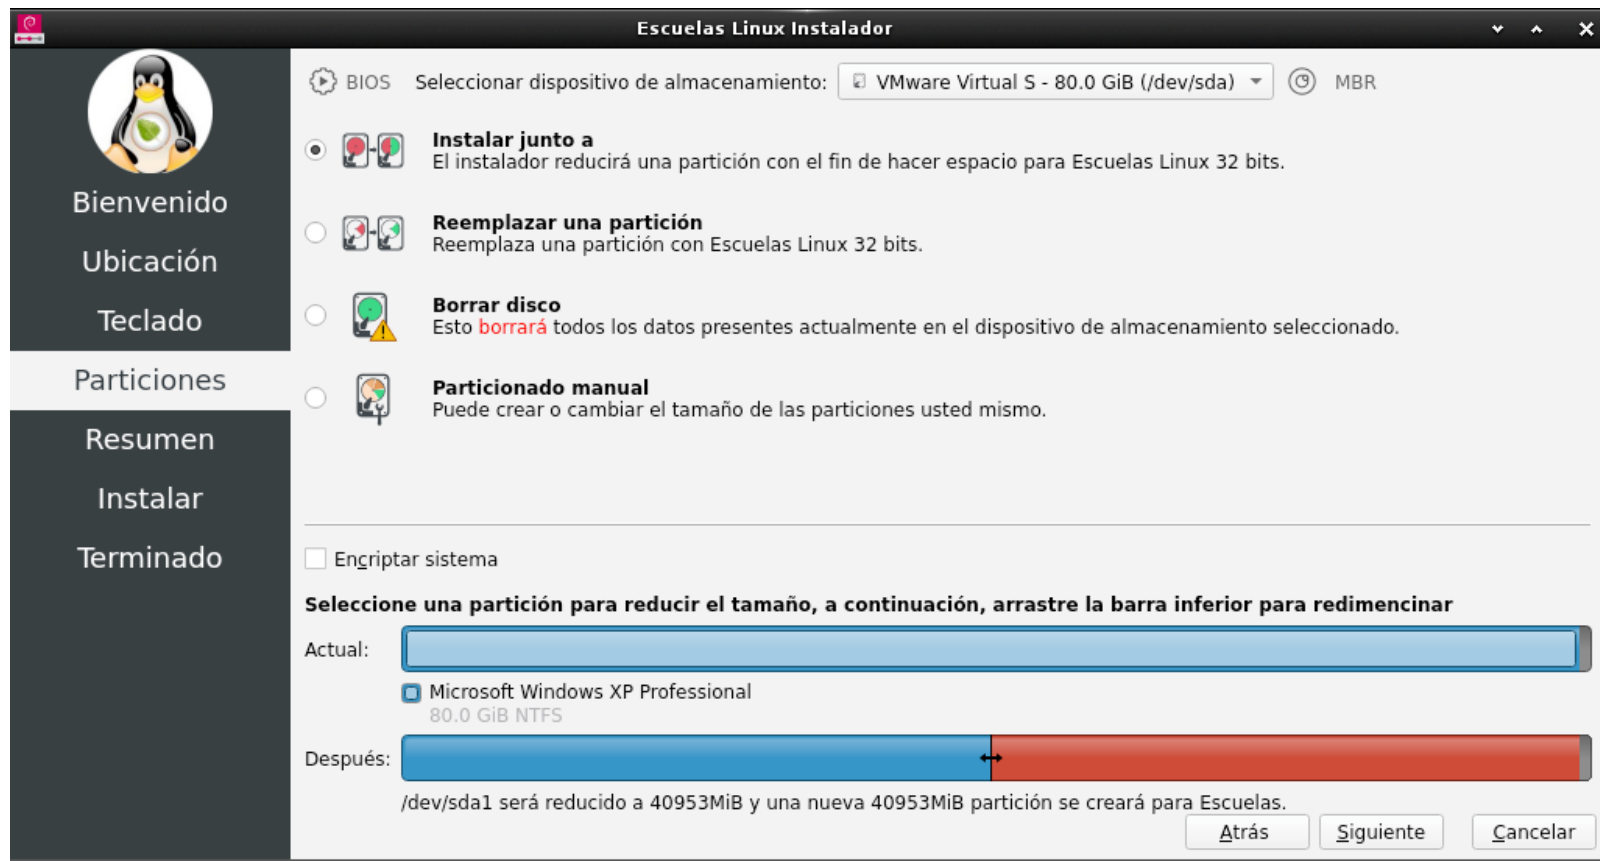 Escuelas Linux Instalador
BIOS Seleccionar dispositivo de almacenamiento: VMware Virtual S - 80.0 GiB (/dev/sda) MBR
Bienvenido
Ubicación
Teclado
Particiones
Resumen
Instalar
Terminado
Instalar junto a
El instalador reducirá una partición con el fin de hacer espacio para Escuelas Linux 32 bits.
Reemplazar una partición
Reemplaza una partición con Escuelas Linux 32 bits.
Borrar disco
Esto borrará todos los datos presentes actualmente en el dispositivo de almacenamiento seleccionado.
Particionado manual
Puede crear o cambiar el tamaño de las particiones usted mismo.
Encriptar sistema
Seleccione una partición para reducir el tamaño, a continuación, arrastre la barra inferior para redimencinar
Actual:
Microsoft Windows XP Professional
80.0 GiB NTFS
Después:
/dev/sda1 será reducido a 40953MiB y una nueva 40953MiB partición se creará para Escuelas.
Atrás Siguiente Cancelar